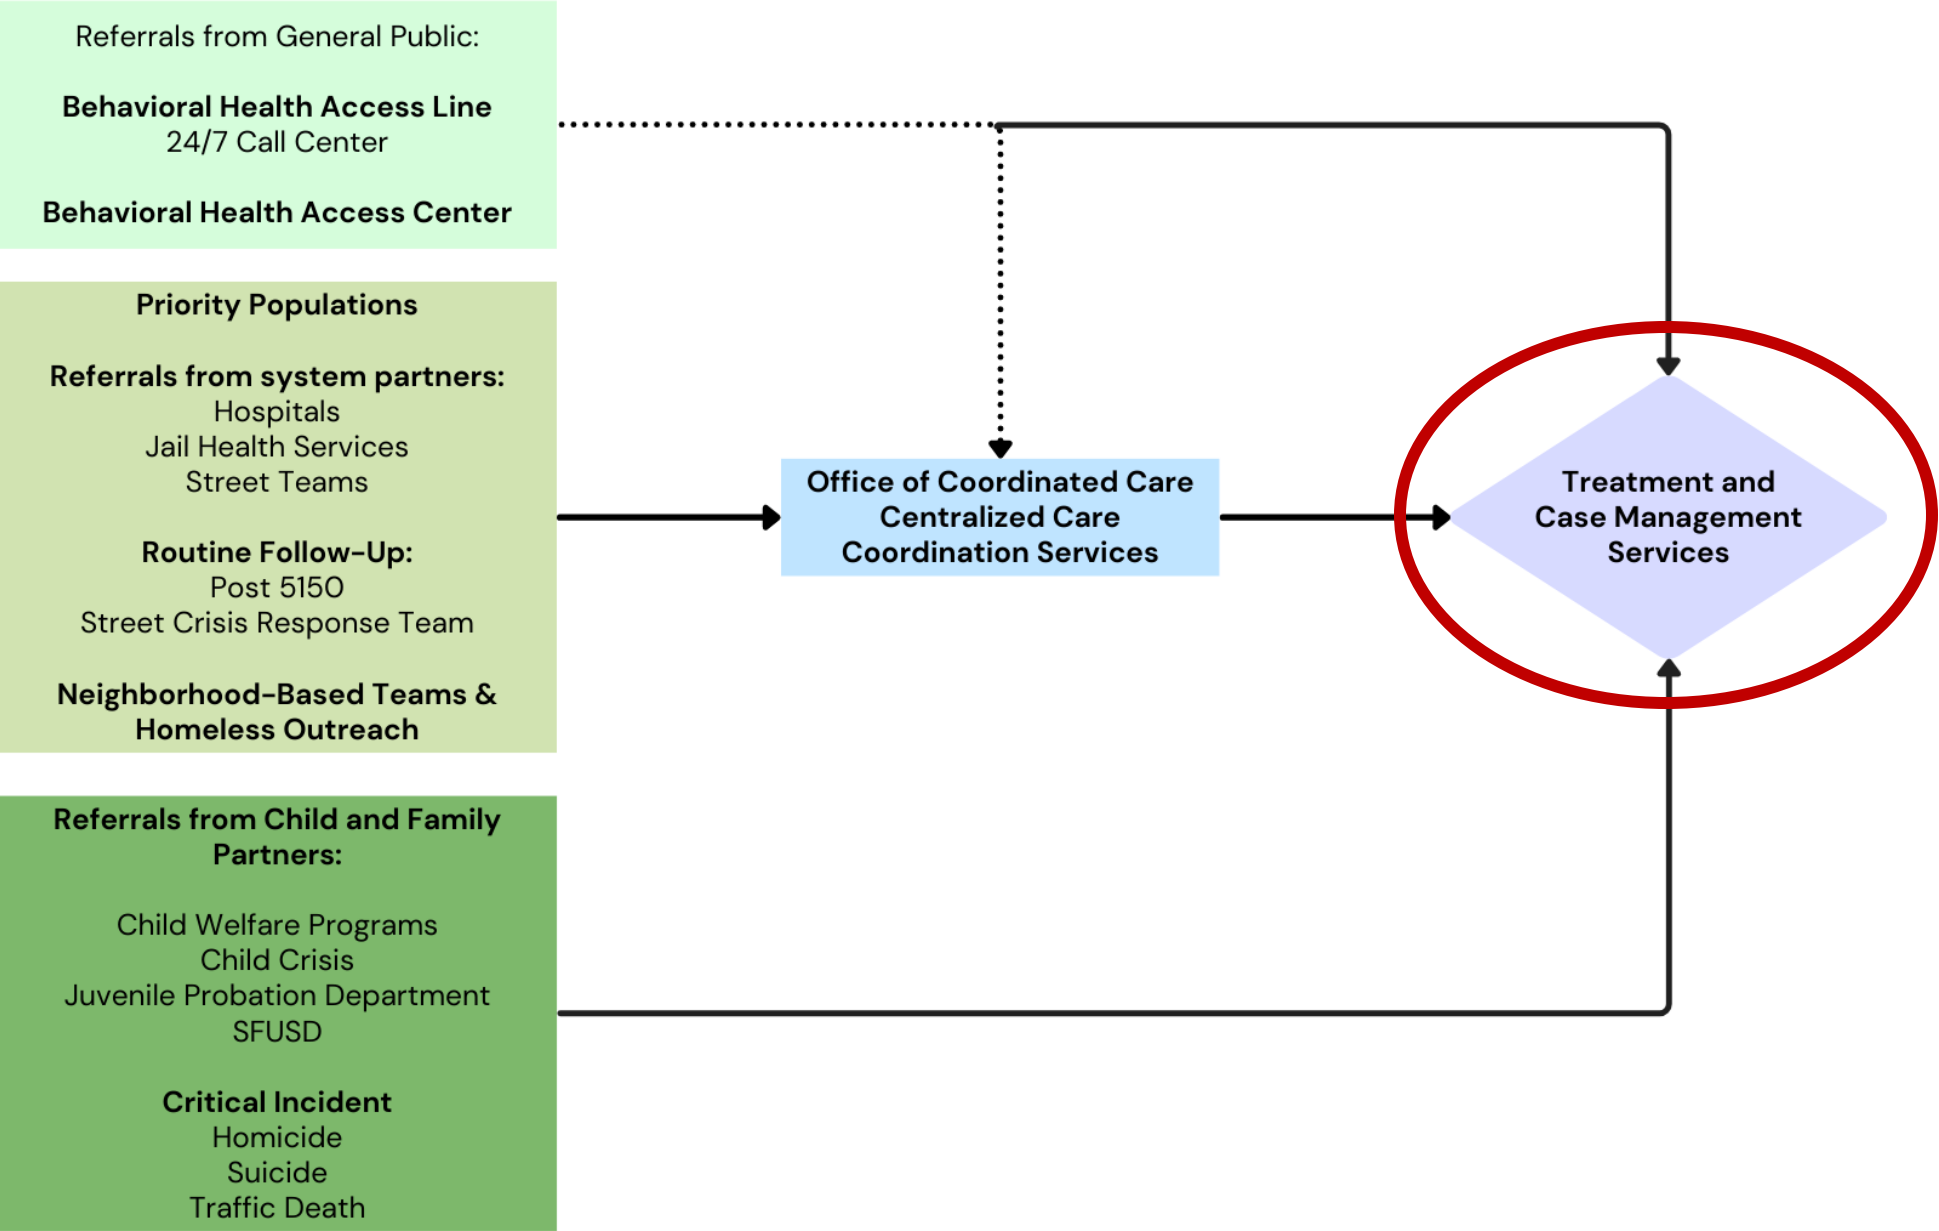 Referrals from General Public:
Behavioral Health Access Line
24/7 Call Center
Behavioral Health Access Center
Priority Populations
Referrals from system partners:
Hospitals
Jail Health Services
Street Teams
Routine Follow-Up:
Post 5150
Street Crisis Response Team
Neighborhood-Based Teams &
Homeless Outreach
Referrals from Child and Family
Partners:
Child Welfare Programs
Child Crisis
Juvenile Probation Department
SFUSD
Critical Incident
Homicide
Suicide
Traffic Death
Office of Coordinated Care
Centralized Care
Coordination Services
Treatment and
Case Management
Services